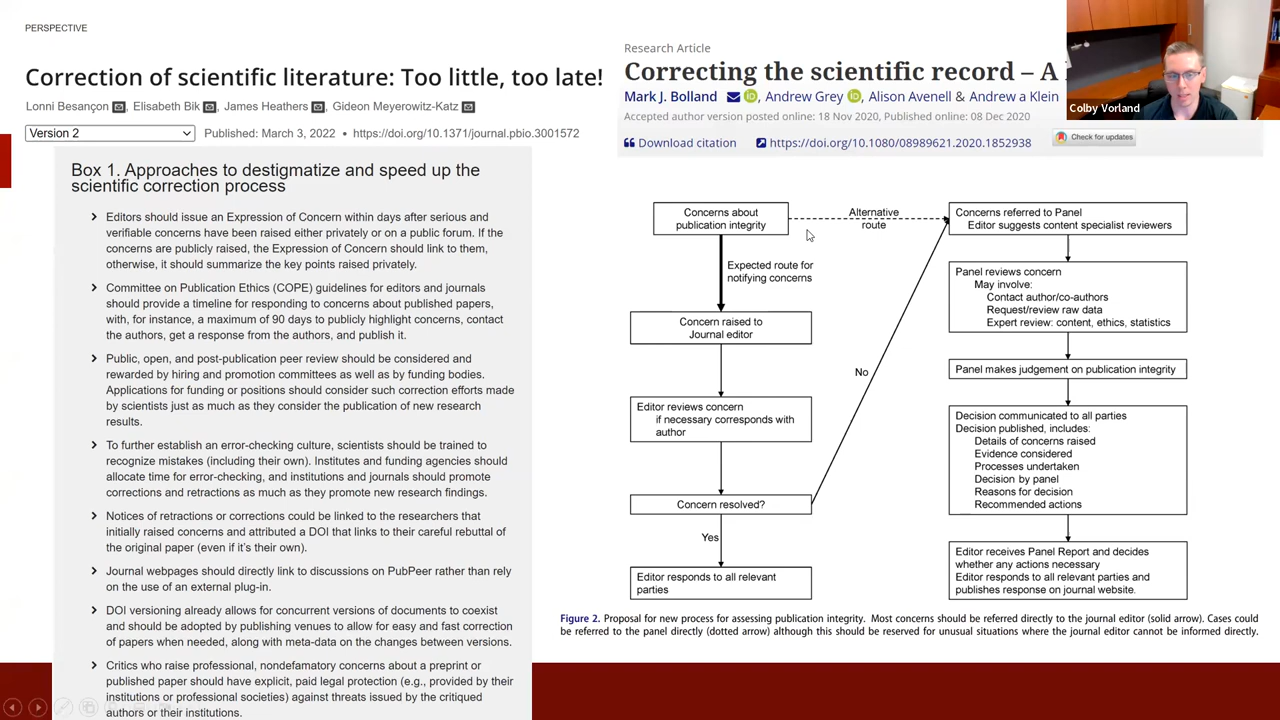 PERSPECTIVE
Correction of scientific literature: Too little, too late!
Lonni Besançon Elisabeth Bik James Heathers Gideon Meyerowitz-Katz
Version 2
Published: March 3, 2022 • https://doi.org/10.1371/journal.pbio.3001572
Box 1. Approaches to destigmatize and speed up the
scientific correction process
Editors should issue an Expression of Concern within days after serious and
verifiable concerns have been raised either privately or on a public forum. If the
concerns are publicly raised, the Expression of Concern should link to them,
otherwise, it should summarize the key points raised privately.
Committee on Publication Ethics (COPE) guidelines for editors and journals
should provide a timeline for responding to concerns about published papers,
with, for instance, a maximum of 90 days to publicly highlight concerns, contact
the authors, get a response from the authors, and publish it.
Public, open, and post-publication peer review should be considered and
rewarded by hiring and promotion committees as well as by funding bodies.
Applications for funding or positions should consider such correction efforts made
by scientists just as much as they consider the publication of new research
results.
To further establish an error-checking culture, scientists should be trained to
recognize mistakes (including their own). Institutes and funding agencies should
allocate time for error-checking, and institutions and journals should promote
corrections and retractions as much as they promote new research findings.
Notices of retractions or corrections could be linked to the researchers that
initially raised concerns and attributed a DOI that links to their careful rebuttal of
the original paper (even if it's their own).
Journal webpages should directly link to discussions on PubPeer rather than rely
on the use of an external plug-in.
DOI versioning already allows for concurrent versions of documents to coexist
and should be adopted by publishing venues to allow for easy and fast correction
of papers when needed, along with meta-data on the changes between versions.
Critics who raise professional, nondefamatory concerns about a preprint or
published paper should have explicit, paid legal protection (e.g., provided by their
institutions or professional societies) against threats issued by the critiqued
authors or their institutions.
Research Article
Correcting the scientific record – A
Mark J. Bolland , Andrew Grey , Alison Avenell & Andrew a Klein
Accepted author version posted online: 18 Nov 2020, Published online: 08 Dec 2020
Download citation https://doi.org/10.1080/08989621.2020.1852938
Check for updates
Colby Vorland
Concerns about
publication integrity
Alternative
route
Expected route for
notifying concerns
Concern raised to
Journal editor
Editor reviews concern
if necessary corresponds with
author
Concern resolved?
No
Yes
Editor responds to all relevant
parties
Concerns referred to Panel
Editor suggests content specialist reviewers
Panel reviews concern
May involve:
Contact author/co-authors
Request/review raw data
Expert review: content, ethics, statistics
Panel makes judgement on publication integrity
Decision communicated to all parties
Decision published, includes:
Details of concerns raised
Evidence considered
Processes undertaken
Decision by panel
Reasons for decision
Recommended actions
Editor receives Panel Report and decides
whether any actions necessary
Editor responds to all relevant parties and
publishes response on journal website.
Figure 2. Proposal for new process for assessing publication integrity. Most concerns should be referred directly to the journal editor (solid arrow). Cases could
be referred to the panel directly (dotted arrow) although this should be reserved for unusual situations where the journal editor cannot be informed directly.